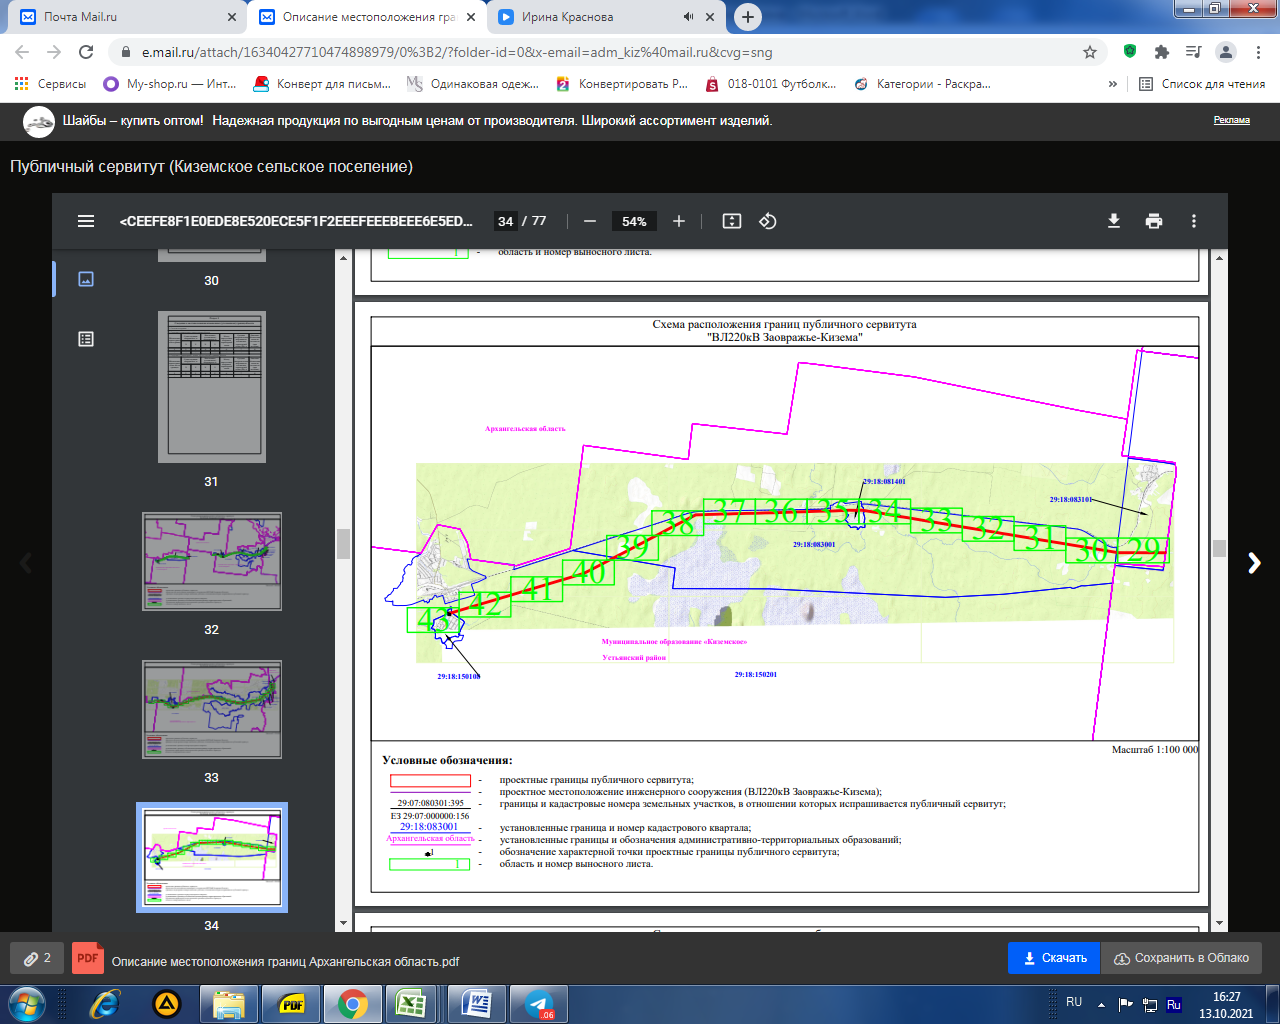 Почта Mail.ru
Описание местоположения гра
Ирина Краснова
e.mail.ru/attach/16340427710474898979/0%3B2/?folder-id=0&x-email=adm_kiz%40mail.ru&cvg=sng
Сервисы
My-shop.ru — Инт...
Конверт для письм...
Одинаковая одеж...
Конвертировать P...
018-0101 Футболк...
Категории - Раскра...
»
Список для чтения
Шайбы – купить оптом! Надежная продукция по выгодным ценам от производителя. Широкий ассортимент изделий.
Реклама
Публичный сервитут (Киземское сельское поселение)
<CEEFE8F1E0EDE8E520ECE5F1F2EEEFEEEBEEE6E5ED...
34 / 77
54%
30
31
32
33
34
1 - область и номер выносного листа.
Схема расположения границ публичного сервитута
"ВЛ220кВ Заовражье-Кизема"
Архангельская область
29:18:081401
29:18:083101
29:18:083001
43 42 41 40 39 38 37 36 35 34 33 32 31 30 29
Муниципальное образование «Киземское»
Устьянский район
29:18:150201
Масштаб 1:100 000
Условные обозначения:
- проектные границы публичного сервитута;
- проектное местоположение инженерного сооружения (ВЛ220кВ Заовражье-Кизема);
29:07:080301:395 - границы и кадастровые номера земельных участков, в отношении которых испрашивается публичный сервитут;
ЕЗ 29:07:000000:156
29:18:083001 - установленные граница и номер кадастрового квартала;
Архангельская область - установленные границы и обозначения административно-территориальных образований;
1 - обозначение характерной точки проектные границы публичного сервитута;
1 - область и номер выносного листа.
2
PDF
Описание местоположения границ Архангельская область.pdf
Скачать
Сохранить в Облако
PDF
.06
RU
Ru
16:27
13.10.2021